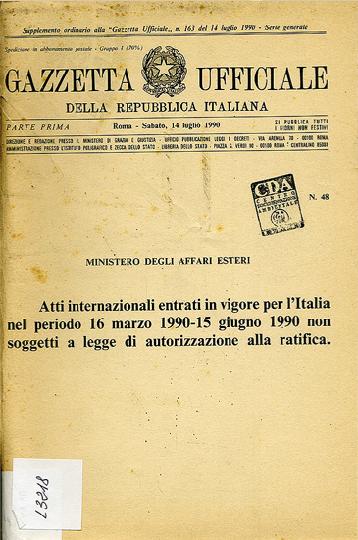 Supplemento ordinario alla "Gazzetta Ufficiale,, n. 163 del 14 luglio 1990 - Serie generale
Spedizione in abbonamento postale - Gruppo I (70%)
GAZZETTA UFFICIALE
DELLA REPUBBLICA ITALIANA
PARTE PRIMA
Roma - Sabato, 14 luglio 1990
SI PUBBLICA TUTTI
I GIORNI NON FESTIVI
DIREZIONE E REDAZIONE PRESSO IL MINISTERO DI GRAZIA E GIUSTIZIA - UFFICIO PUBBLICAZIONE LEGGI E DECRETI - VIA ARENULA 70 - 00100 ROMA
AMMINISTRAZIONE PRESSO L'ISTITUTO POLIGRAFICO E ZECCA DELLO STATO - LIBRERIA DELLO STATO - PIAZZA G. VERDI 10 - 00100 ROMA - CENTRALINO 85081
CDA
CENTRO
DOCUMENTAZIONE
AMBIENTALE
N. 48
MINISTERO DEGLI AFFARI ESTERI
Atti internazionali entrati in vigore per l'Italia
nel periodo 16 marzo 1990-15 giugno 1990 non
soggetti a legge di autorizzazione alla ratifica.
L3218